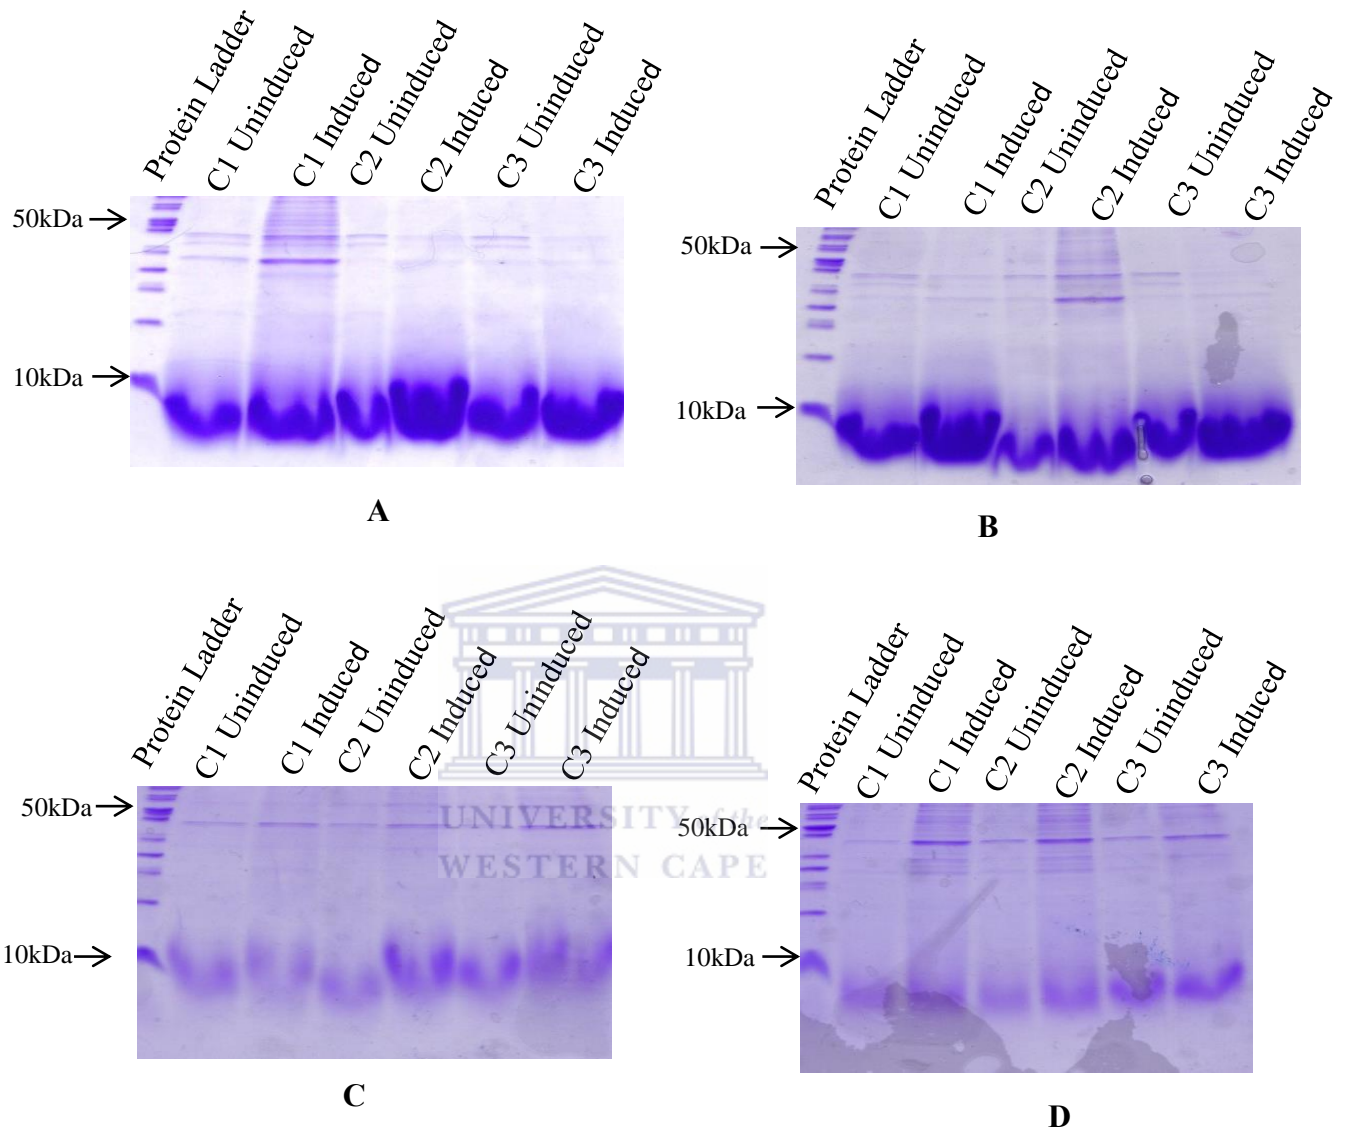 Protein Ladder
C1 Uninduced
C1 Induced
C2 Uninduced
C2 Induced
C3 Uninduced
C3 Induced
50kDa
10kDa
A
Protein Ladder
C1 Uninduced
C1 Induced
C2 Uninduced
C2 Induced
C3 Uninduced
C3 Induced
50kDa
10kDa
B
Protein Ladder
C1 Uninduced
C1 Induced
C2 Uninduced
C2 Induced
C3 Uninduced
C3 Induced
50kDa
10kDa
C
Protein Ladder
C1 Uninduced
C1 Induced
C2 Uninduced
C2 Induced
C3 Uninduced
C3 Induced
50kDa
10kDa
D
UNIVERSITY of the
WESTERN CAPE